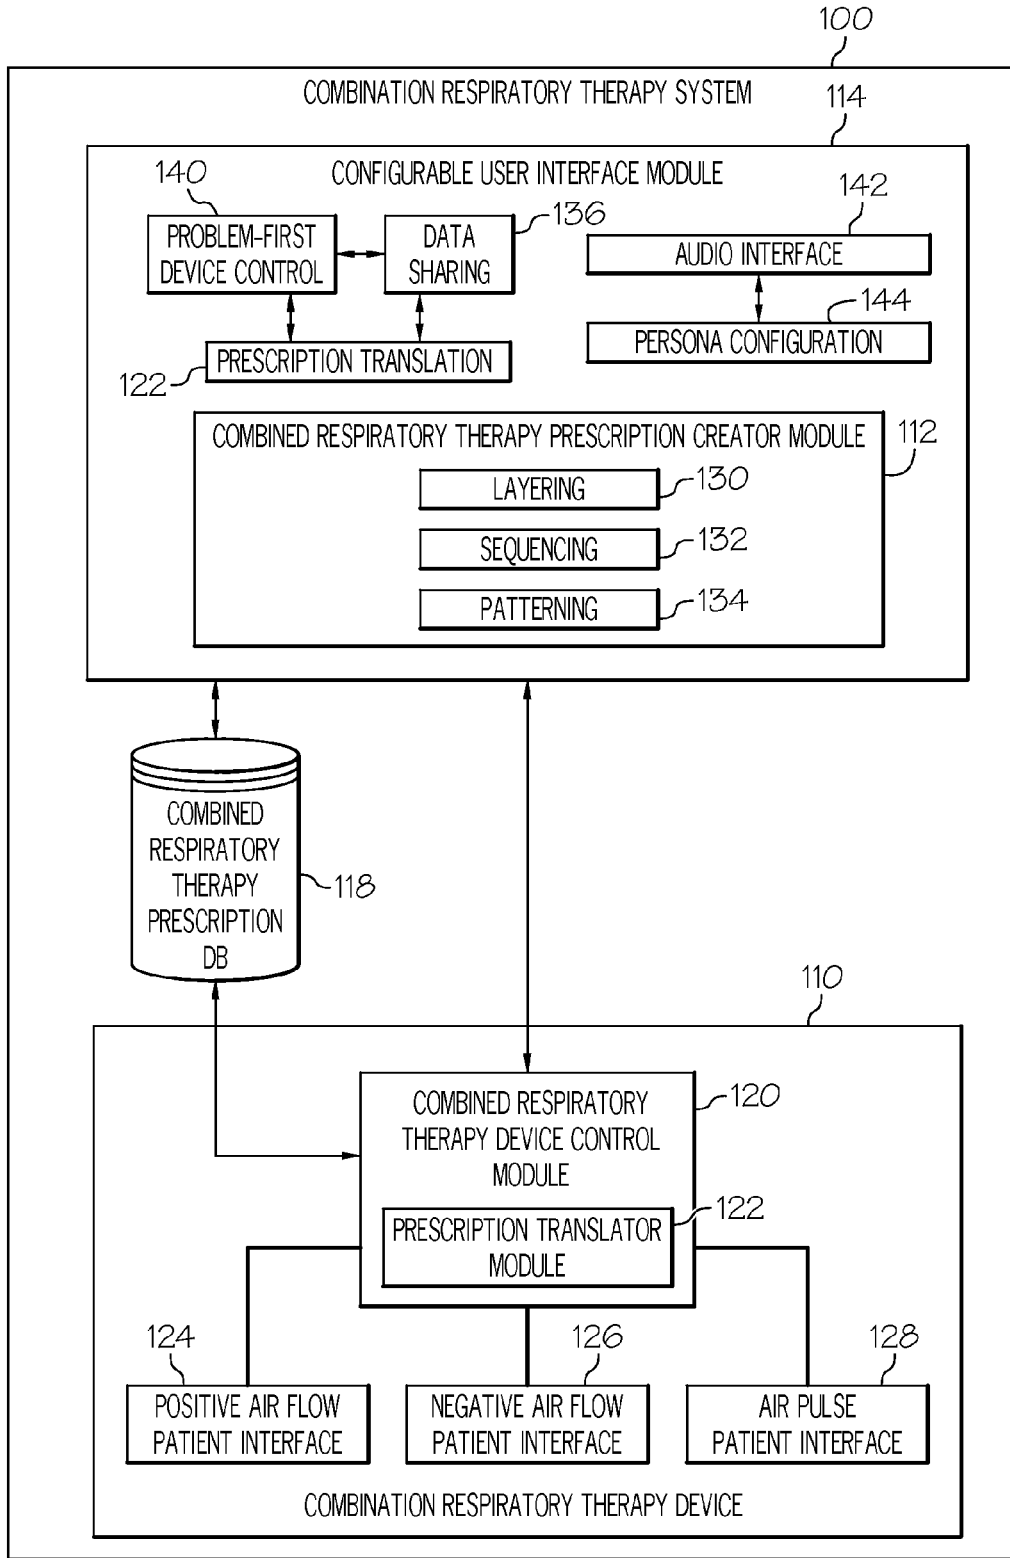 100
COMBINATION RESPIRATORY THERAPY SYSTEM
114
CONFIGURABLE USER INTERFACE MODULE
140
136
142
PROBLEM-FIRST
DEVICE CONTROL
DATA
SHARING
AUDIO INTERFACE
144
PERSONA CONFIGURATION
122
PRESCRIPTION TRANSLATION
COMBINED RESPIRATORY THERAPY PRESCRIPTION CREATOR MODULE
112
LAYERING
130
SEQUENCING
132
PATTERNING
134
COMBINED
RESPIRATORY
THERAPY
PRESCRIPTION
DB
118
110
COMBINED RESPIRATORY
THERAPY DEVICE CONTROL
MODULE
120
PRESCRIPTION TRANSLATOR
MODULE
122
124
126
128
POSITIVE AIR FLOW
PATIENT INTERFACE
NEGATIVE AIR FLOW
PATIENT INTERFACE
AIR PULSE
PATIENT INTERFACE
COMBINATION RESPIRATORY THERAPY DEVICE